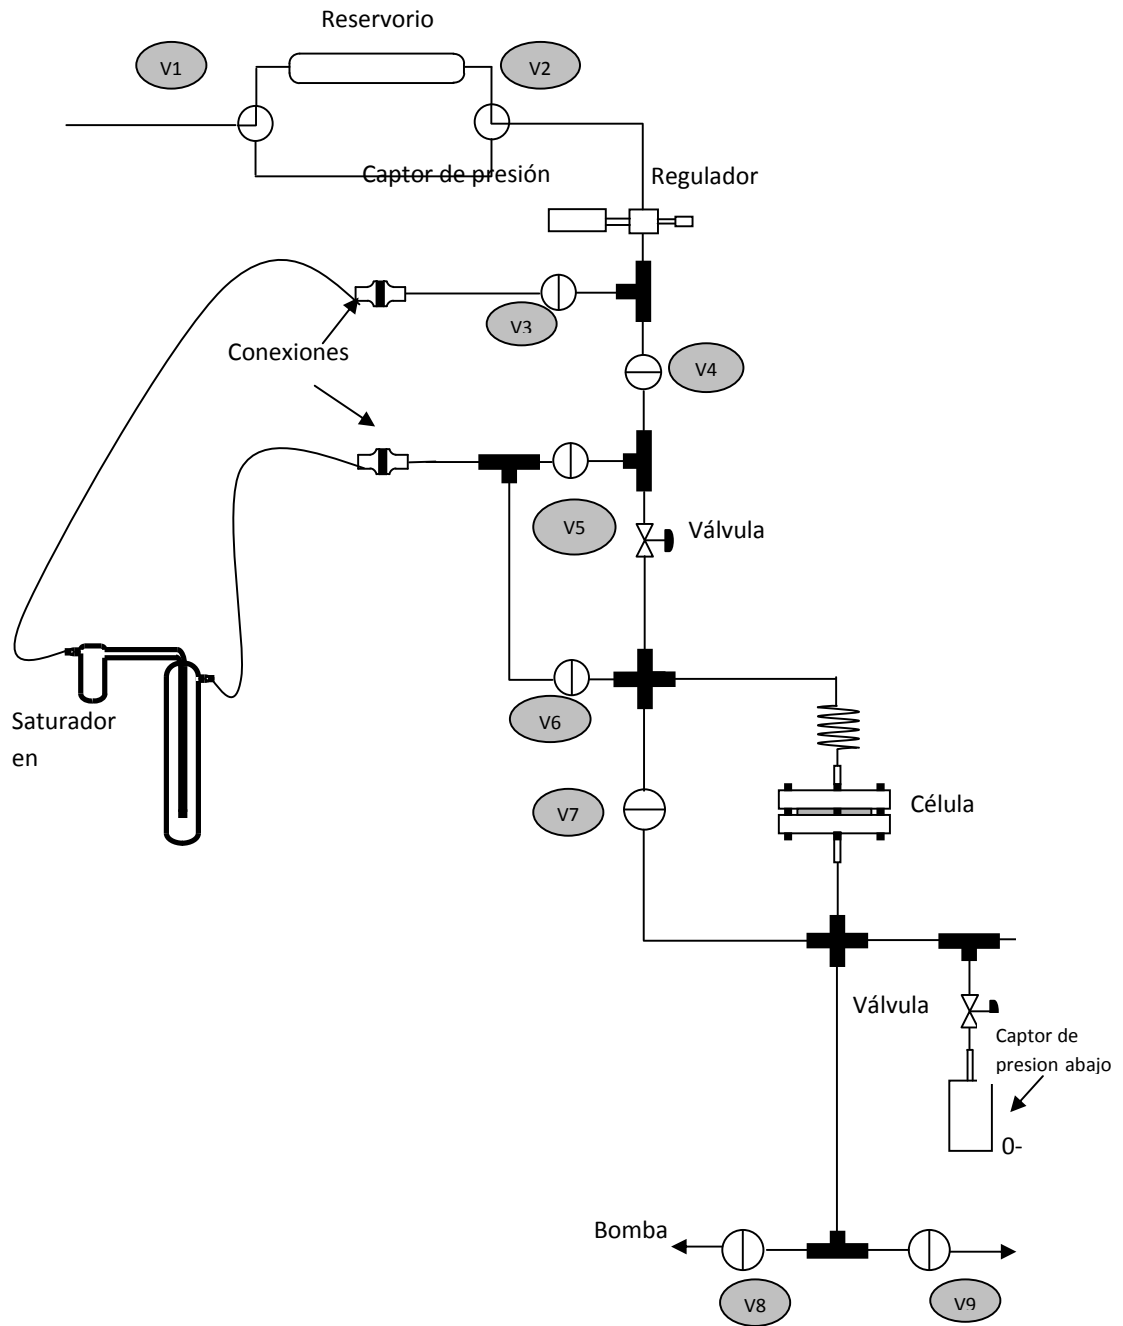 Reservorio
V1
V2
Captor de presión
Regulador
V3
Conexiones
V4
V5
Válvula
Saturador
en
V6
V7
Célula
Válvula
Captor de
presion abajo
0-
Bomba
V8
V9